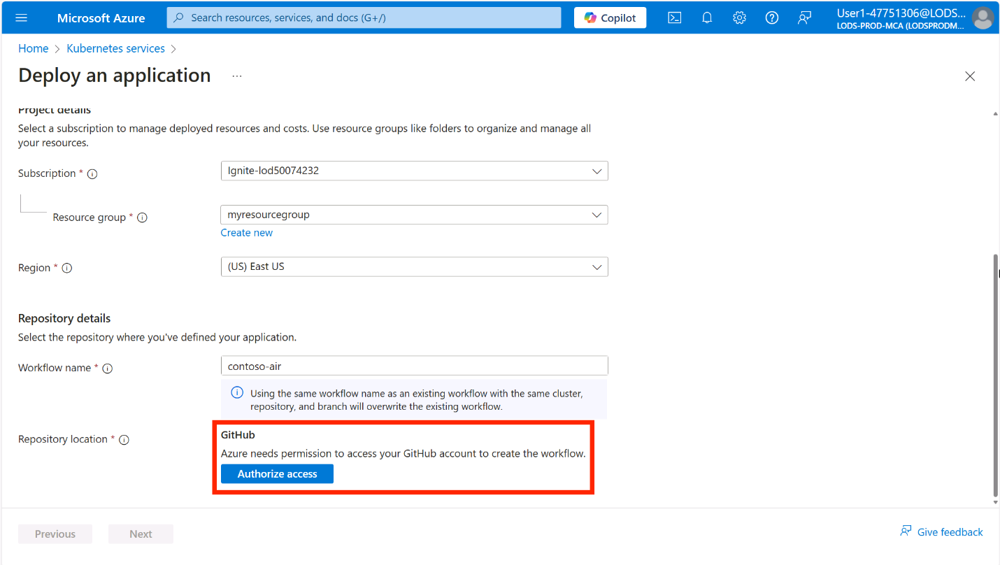 Microsoft Azure
Search resources, services, and docs (G+/)
Copilot
User1-47751306@LODS...
LODS-PROD-MCA (LODSPRODM...
Home > Kubernetes services >
Deploy an application ...
Project details
Select a subscription to manage deployed resources and costs. Use resource groups like folders to organize and manage all
your resources.
Subscription *
Ignite-lod50074232
Resource group *
myresourcegroup
Create new
Region *
(US) East US
Repository details
Select the repository where you've defined your application.
Workflow name *
contoso-air
Using the same workflow name as an existing workflow with the same cluster,
repository, and branch will overwrite the existing workflow.
Repository location *
GitHub
Azure needs permission to access your GitHub account to create the workflow.
Authorize access
Previous
Next
Give feedback